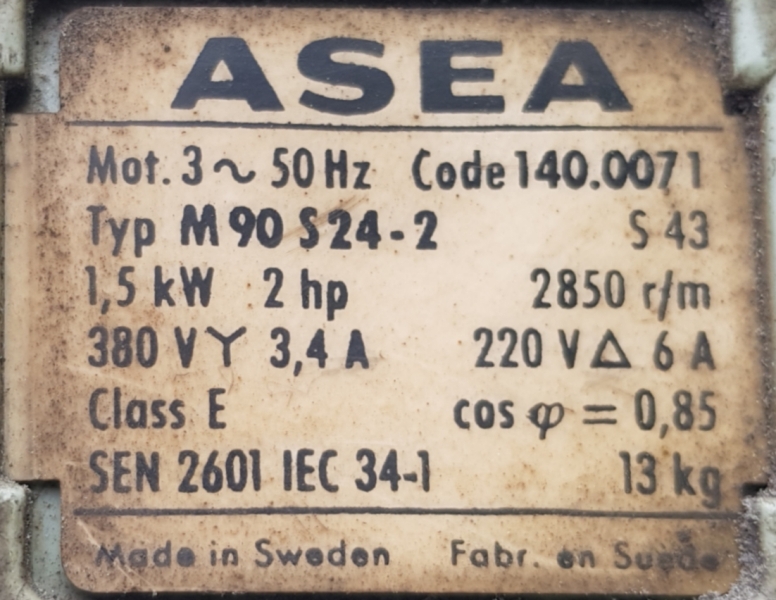 ASEA
Mot. 3 ~ 50 Hz Code 140.0071
Typ M 90 S 24 - 2 S 43
1,5 kW 2 hp 2850 r/m
380 V Y 3,4 A 220 V Δ 6 A
Class E cos φ = 0,85
SEN 2601 IEC 34-1 13 kg
Made in Sweden Fabr. en Suède